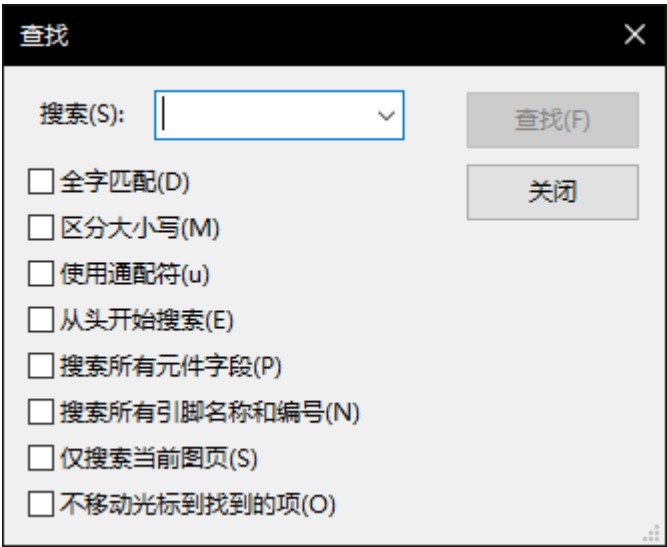 查找
搜索(S):
查找(F)
全字匹配(D)
关闭
区分大小写(M)
使用通配符(u)
从头开始搜索(E)
搜索所有元件字段(P)
搜索所有引脚名称和编号(N)
仅搜索当前图页(S)
不移动光标到找到的项(O)